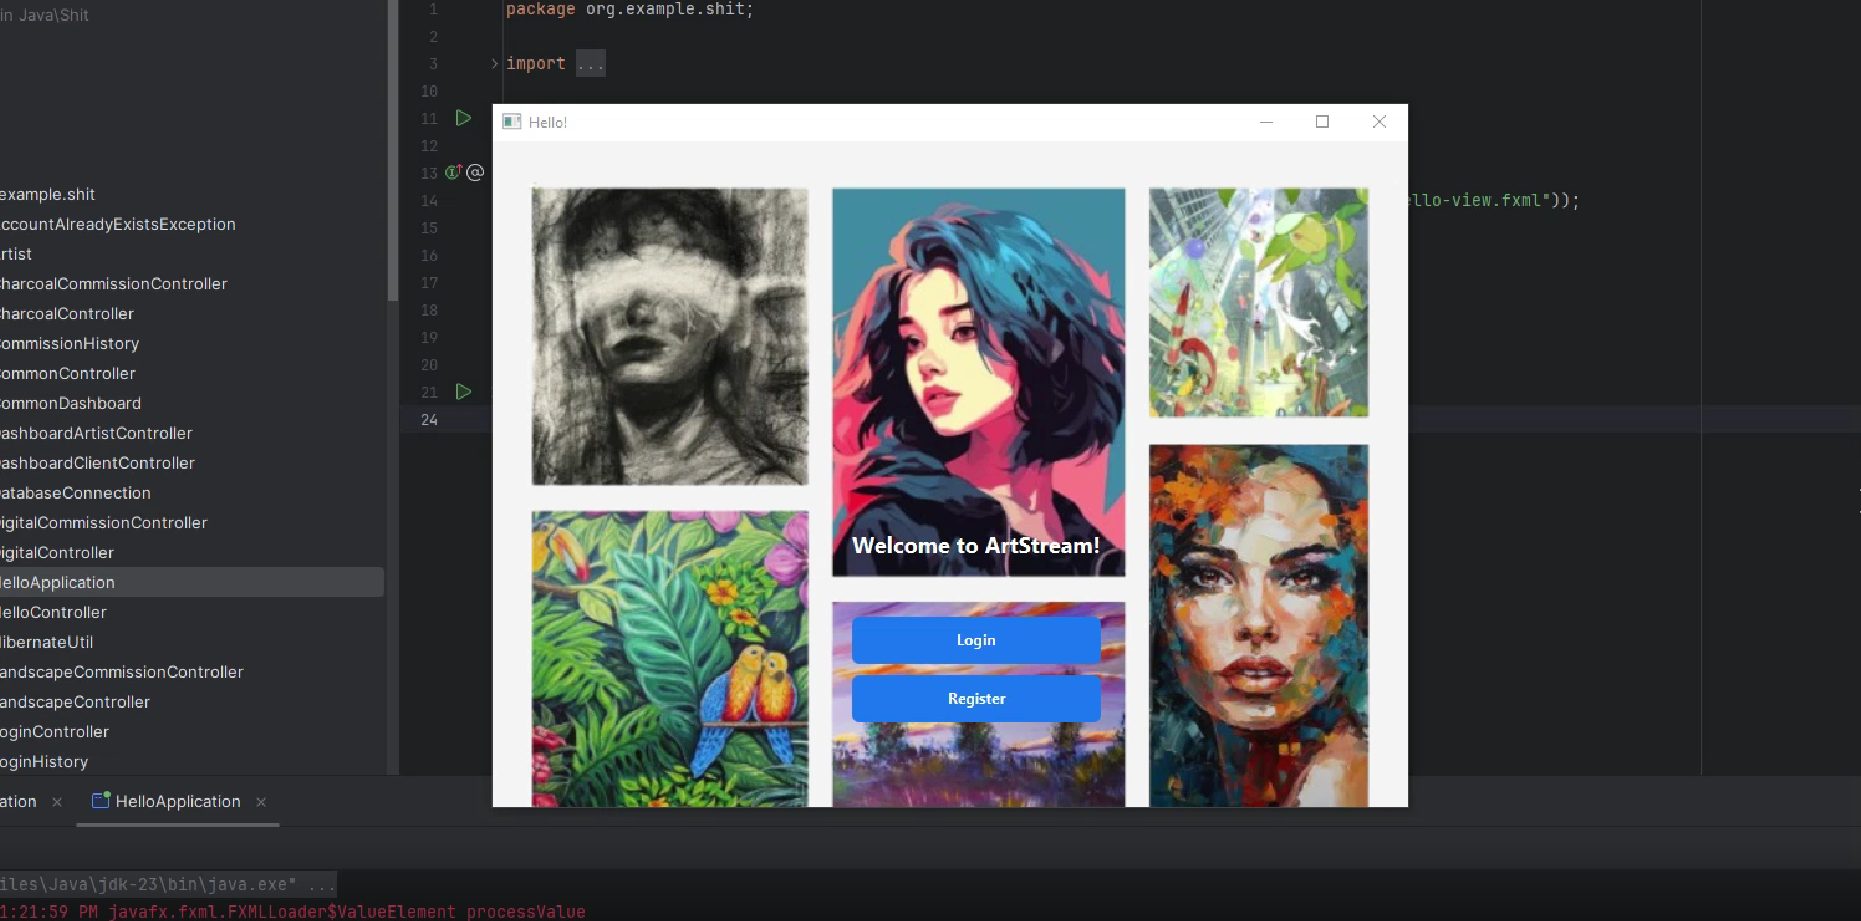 in Java\Shit
example.shit
ccountAlreadyExistsException
rtist
harcoalCommissionController
harcoalController
ommissionHistory
ommonController
ommonDashboard
ashboardArtistController
ashboardClientController
atabaseConnection
igitalCommissionController
igitalController
elloApplication
elloController
ibernateUtil
andscapeCommissionController
andscapeController
oginController
oginHistory
1 package org.example.shit;
2
3 import ...
10
11
12
13
14 ello-view.fxml"));
15
16
17
18
19
20
21
24
Hello!
Welcome to ArtStream!
Login
Register
ation
HelloApplication
iles\Java\jdk-23\bin\java.exe" ...
1:21:59 PM javafx.fxml.FXMLLoader$ValueElement processValue